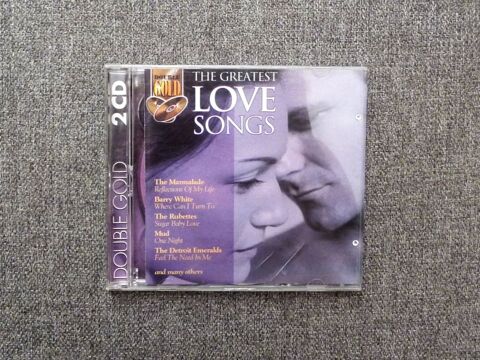 DOUBLE GOLD 2 CD
DOUBLE
GOLD
THE GREATEST
LOVE
SONGS
The Marmalade
Reflections Of My Life
Barry White
Where Can I Turn To
The Rubettes
Sugar Baby Love
Mud
One Night
The Detroit Emeralds
Feel The Need In Me
and many others